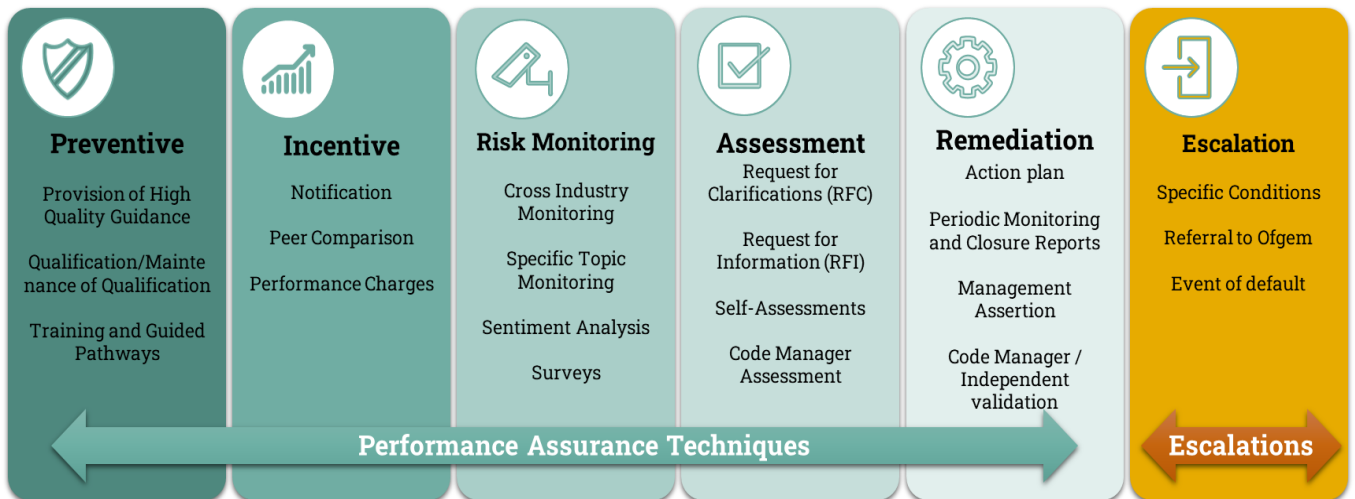 Preventive
Provision of High
Quality Guidance
Qualification/Mainte
nance of Qualification
Training and Guided
Pathways
Incentive
Notification
Peer Comparison
Performance Charges
Risk Monitoring
Cross Industry
Monitoring
Specific Topic
Monitoring
Sentiment Analysis
Surveys
Assessment
Request for
Clarifications (RFC)
Request for
Information (RFI)
Self-Assessments
Code Manager
Assessment
Remediation
Action plan
Periodic Monitoring
and Closure Reports
Management
Assertion
Code Manager /
Independent
validation
Escalation
Specific Conditions
Referral to Ofgem
Event of default
Performance Assurance Techniques
Escalations